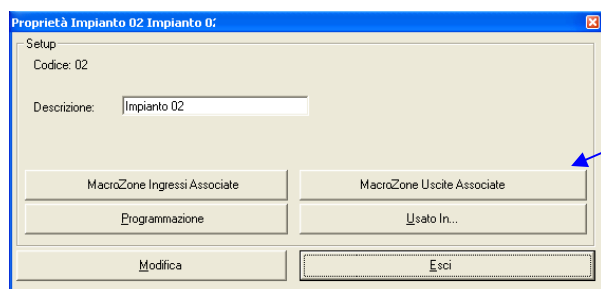 Proprietà Impianto 02 Impianto 02
Setup
Codice: 02
Descrizione: Impianto 02
MacroZone Ingressi Associate MacroZone Uscite Associate
Programmazione Usato In...
Modifica Esci